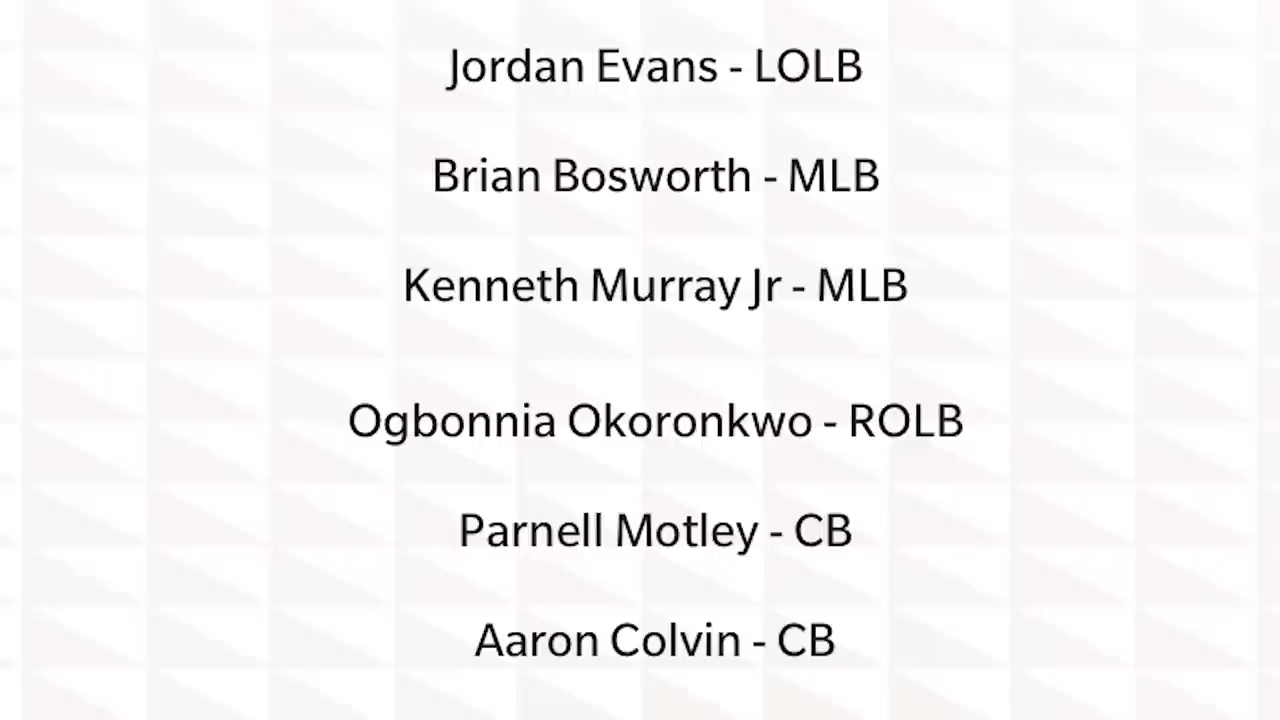 Jordan Evans - LOLB
Brian Bosworth - MLB
Kenneth Murray Jr - MLB
Ogbonnia Okoronkwo - ROLB
Parnell Motley - CB
Aaron Colvin - CB